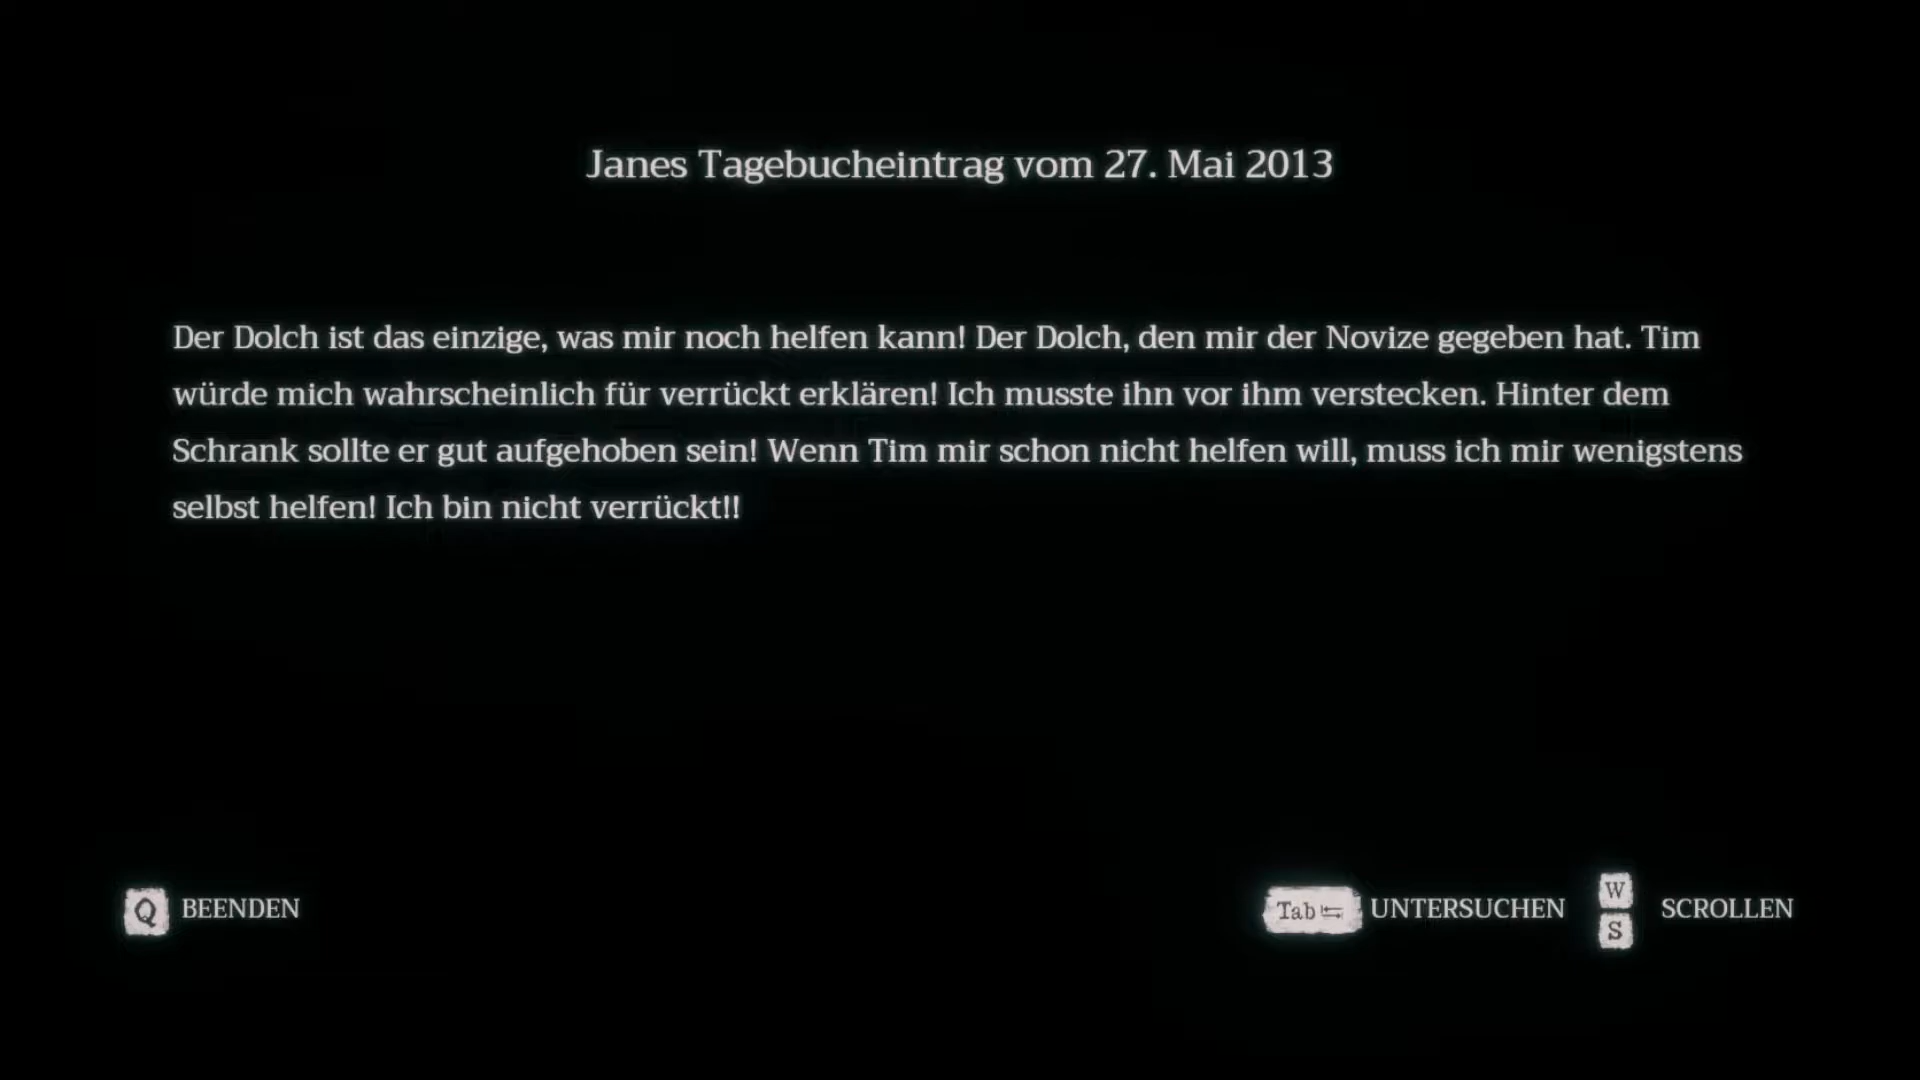 Janes Tagebucheintrag vom 27. Mai 2013
Der Dolch ist das einzige, was mir noch helfen kann! Der Dolch, den mir der Novize gegeben hat. Tim
würde mich wahrscheinlich für verrückt erklären! Ich musste ihn vor ihm verstecken. Hinter dem
Schrank sollte er gut aufgehoben sein! Wenn Tim mir schon nicht helfen will, muss ich mir wenigstens
selbst helfen! Ich bin nicht verrückt!!
Q BEENDEN
Tab UNTERSUCHEN
W
S
SCROLLEN